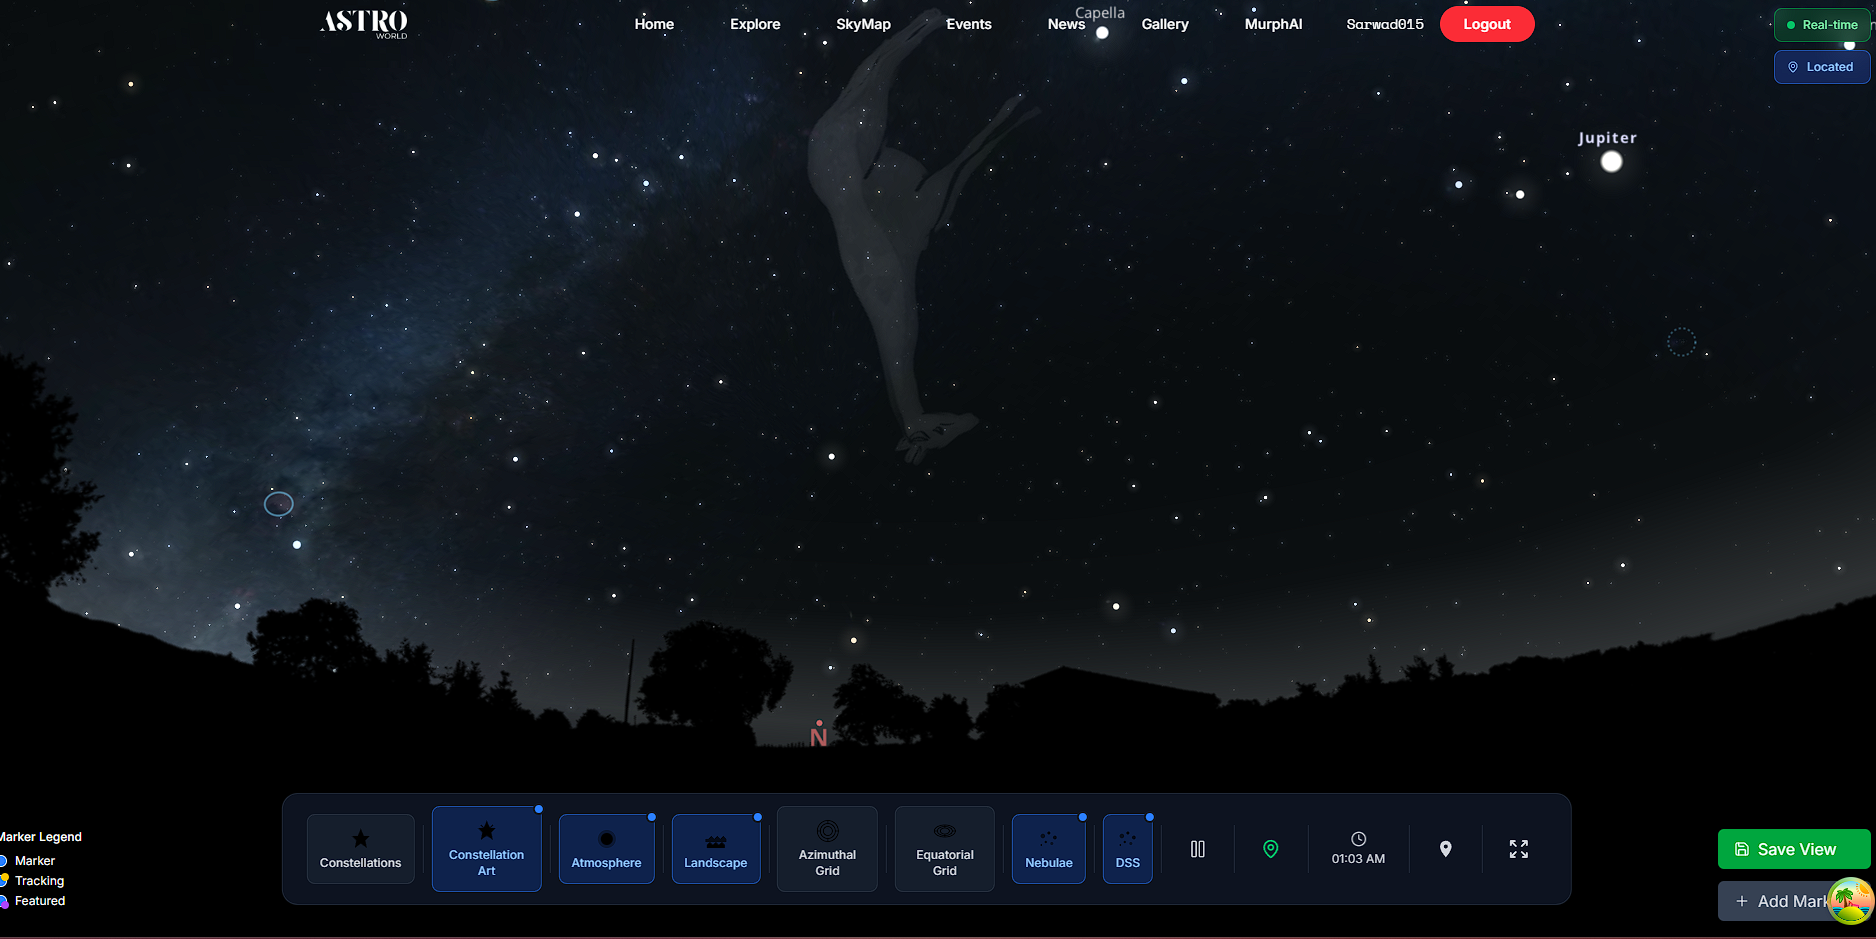 ASTRO
WORLD
Home
Explore
SkyMap
Events
News
Gallery
MurphAI
Sarwad015
Logout
Capella
Real-time
Located
Jupiter
N
Marker Legend
Marker
Tracking
Featured
Constellations
Constellation
Art
Atmosphere
Landscape
Azimuthal
Grid
Equatorial
Grid
Nebulae
DSS
01:03 AM
Save View
+ Add Mark